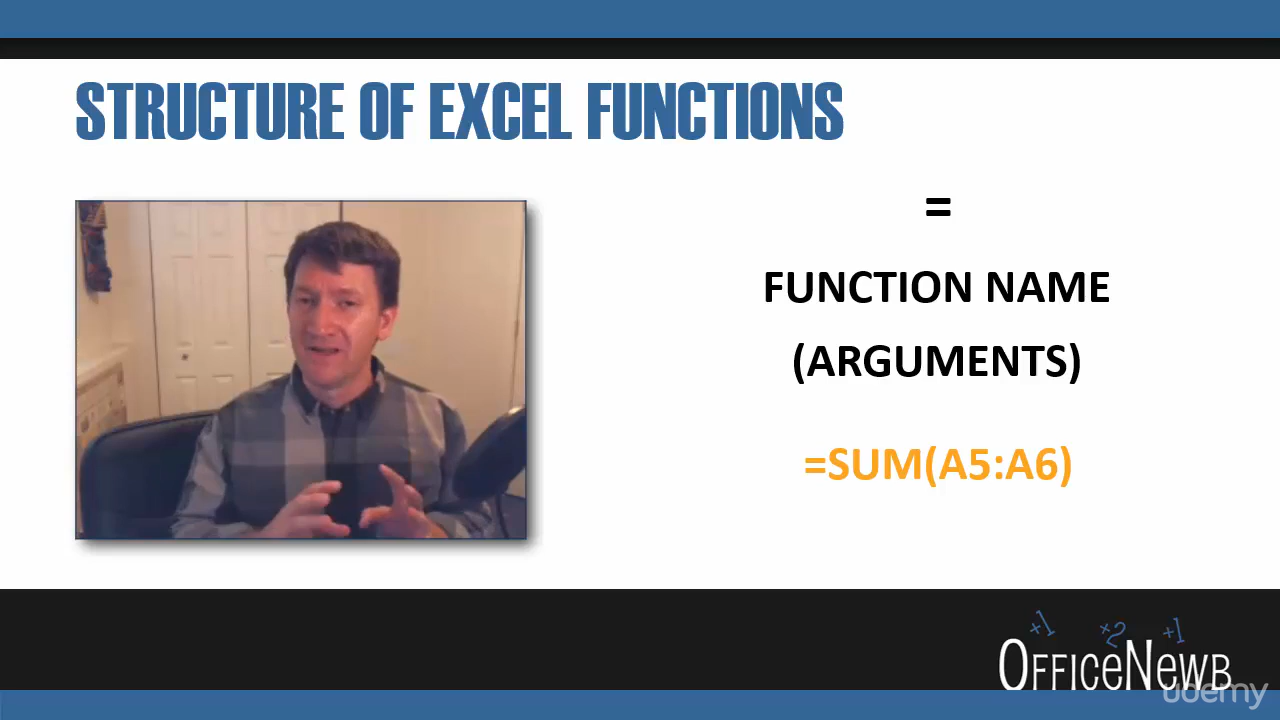 STRUCTURE OF EXCEL FUNCTIONS
=
FUNCTION NAME
(ARGUMENTS)
=SUM(A5:A6)
+1 +2 +1
OFFICENEWB
udemy